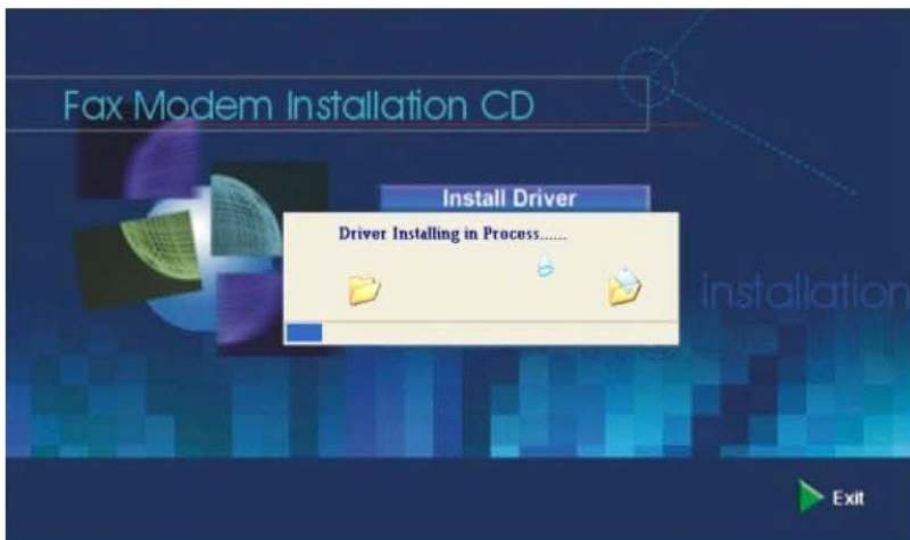 Fax Modem Installation CD
Install Driver
Driver Installing in Process......
installation
Exit